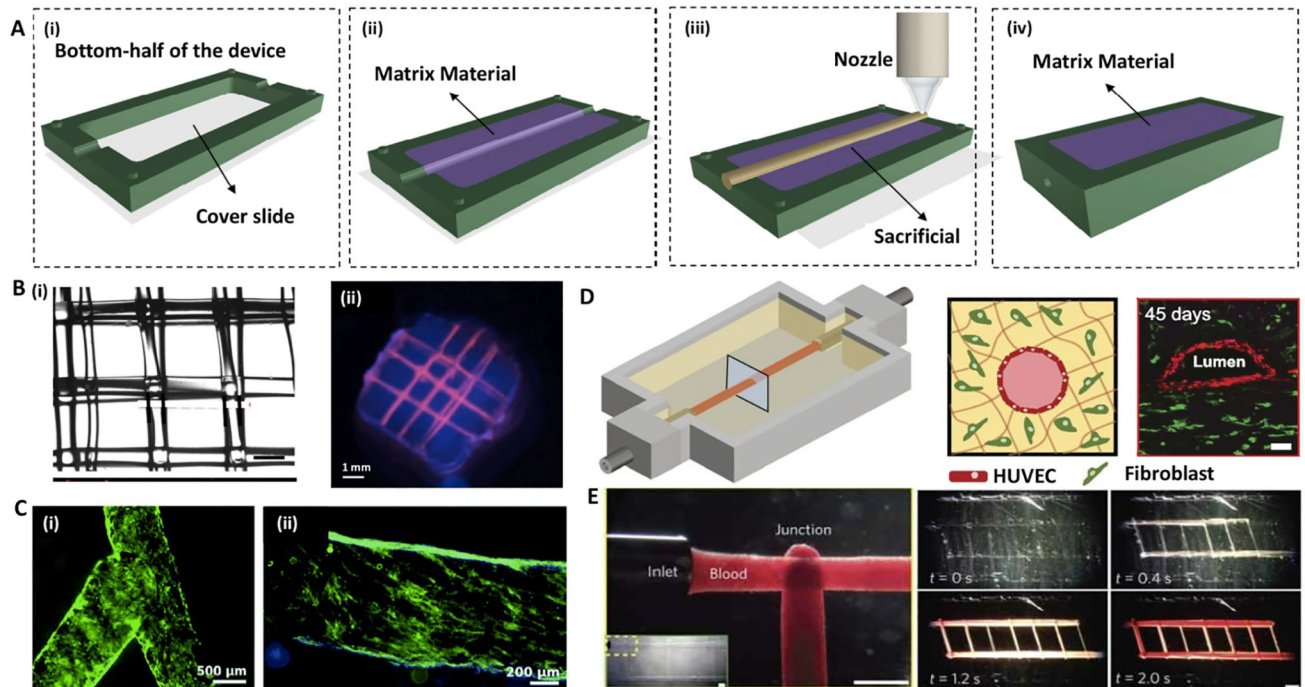 A
(i)
Bottom-half of the device
Cover slide
(ii)
Matrix Material
(iii)
Nozzle
Sacrificial
(iv)
Matrix Material
B
(i)
(ii)
1 mm
C
(i)
500 µm
(ii)
200 µm
D
45 days
Lumen
HUVEC
Fibroblast
E
Junction
Inlet
Blood
t = 0 s
t = 0.4 s
t = 1.2 s
t = 2.0 s